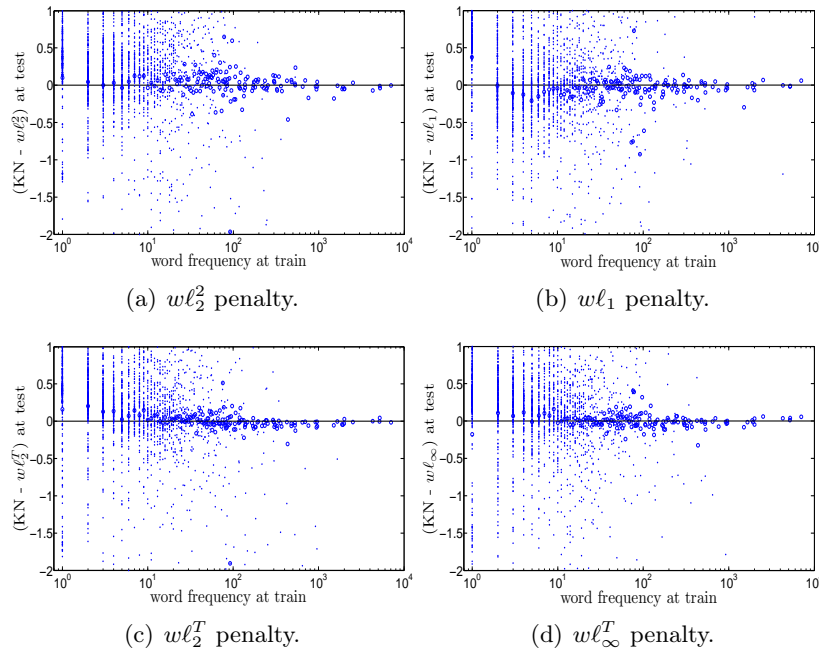 1
0.5
0
−0.5
−1
−1.5
−2
(KN - wℓ₂²) at test
10⁰ 10¹ 10² 10³ 10⁴
word frequency at train
(a) wℓ₂² penalty.
1
0.5
0
−0.5
−1
−1.5
−2
(KN - wℓ₁) at test
10⁰ 10¹ 10² 10³
word frequency at train
(b) wℓ₁ penalty.
1
0.5
0
−0.5
−1
−1.5
−2
(KN - wℓ₂ᵀ) at test
10⁰ 10¹ 10² 10³ 10⁴
word frequency at train
(c) wℓ₂ᵀ penalty.
1
0.5
0
−0.5
−1
−1.5
−2
(KN - wℓ∞) at test
10⁰ 10¹ 10² 10³
word frequency at train
(d) wℓ∞ᵀ penalty.